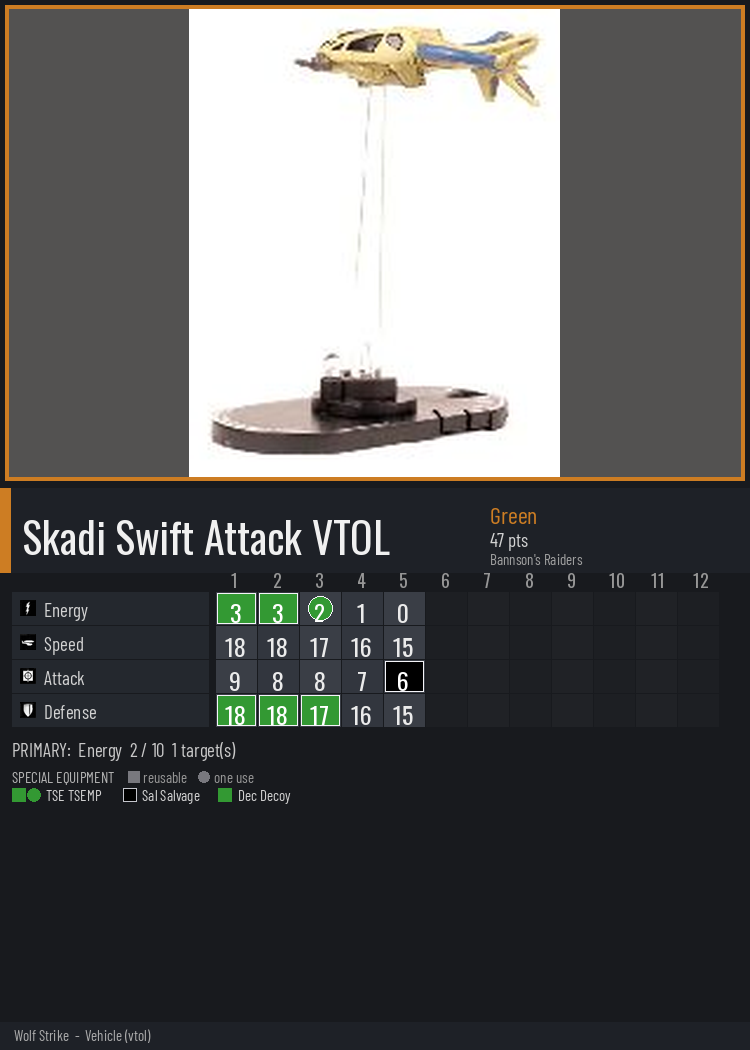 Skadi Swift Attack VTOL
Green
47 pts
Bannson's Raiders
1 2 3 4 5 6 7 8 9 10 11 12
Energy 3 3 2 1 0
Speed 18 18 17 16 15
Attack 9 8 8 7 6
Defense 18 18 17 16 15
PRIMARY: Energy 2 / 10 1 target(s)
SPECIAL EQUIPMENT reusable one use
TSE TSEMP Sal Salvage Dec Decoy
Wolf Strike - Vehicle (vtol)